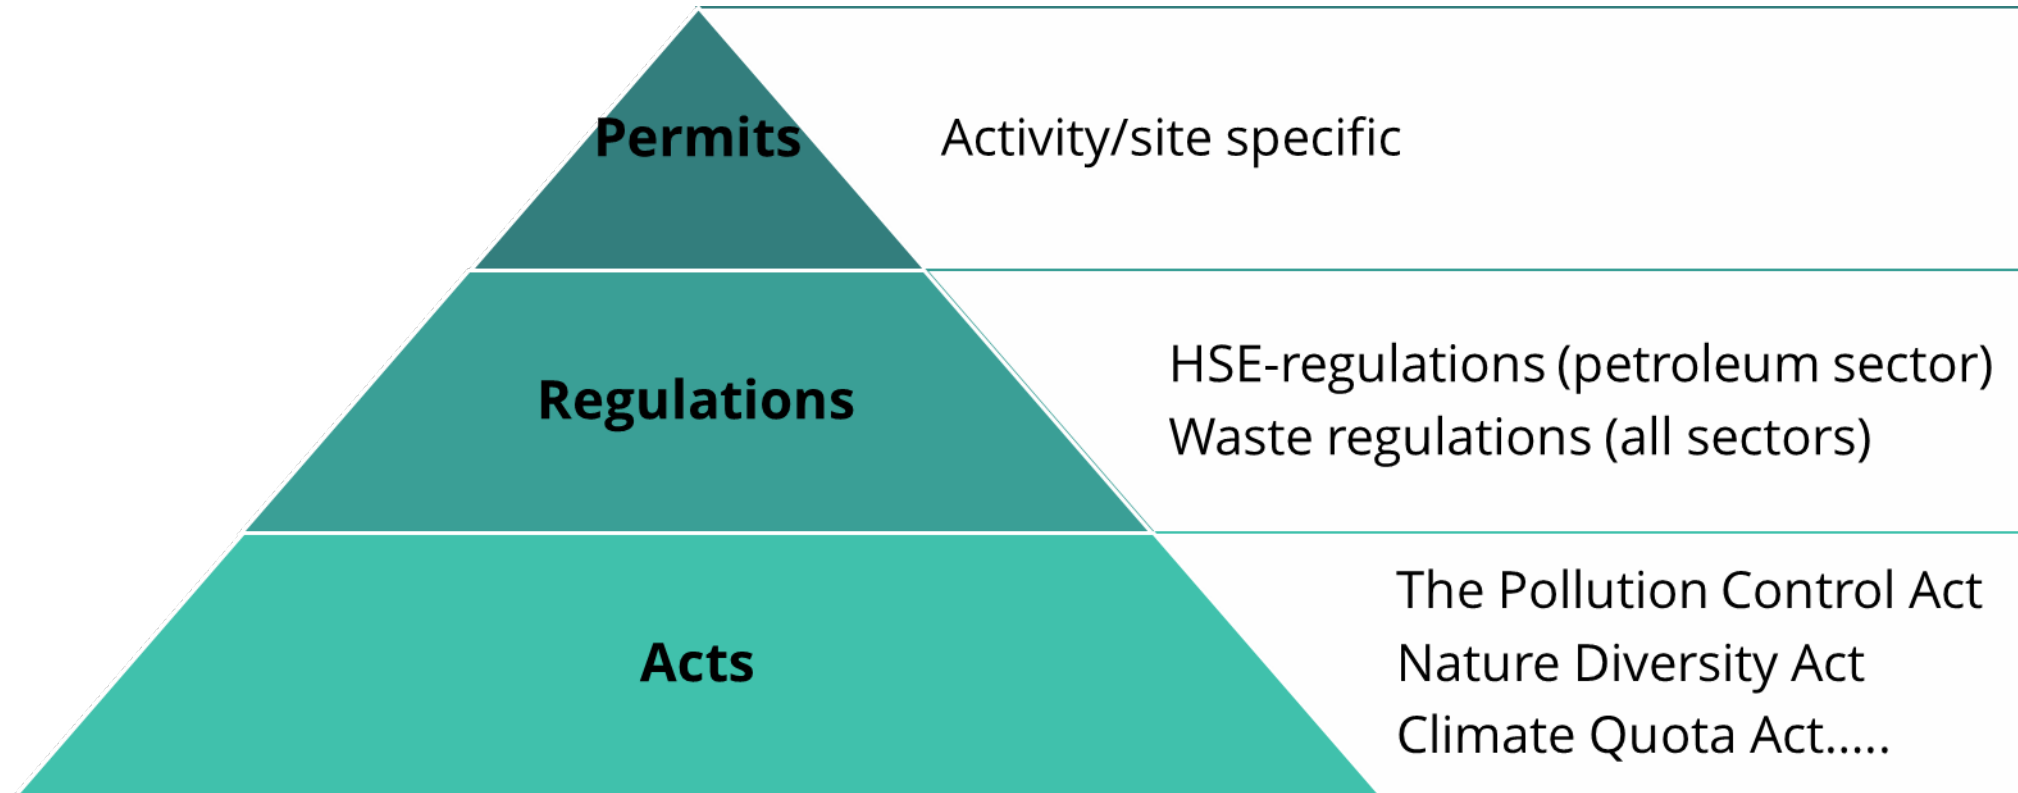 Permits
Activity/site specific
Regulations
HSE-regulations (petroleum sector)
Waste regulations (all sectors)
Acts
The Pollution Control Act
Nature Diversity Act
Climate Quota Act.....